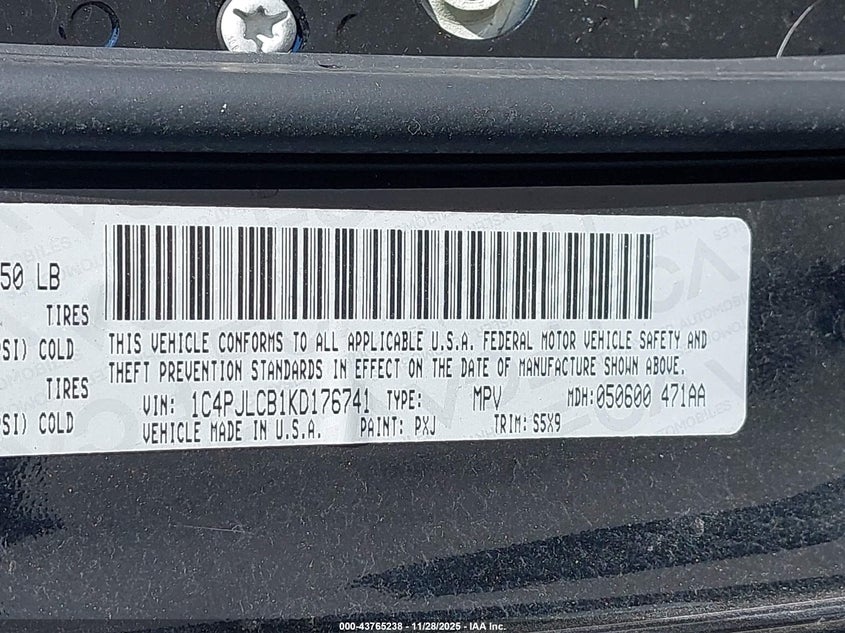 50 LB
TIRES
PSI) COLD
TIRES
SI) COLD
THIS VEHICLE CONFORMS TO ALL APPLICABLE U.S.A. FEDERAL MOTOR VEHICLE SAFETY AND
THEFT PREVENTION STANDARDS IN EFFECT ON THE DATE OF MANUFACTURE SHOWN ABOVE.
VIN: 1C4PJLCB1KD176741 TYPE: MPV MDH:050600 471AA
VEHICLE MADE IN U.S.A. PAINT: PXJ TRIM: S5X9
000-43765238 - 11/28/2025 - IAA Inc.